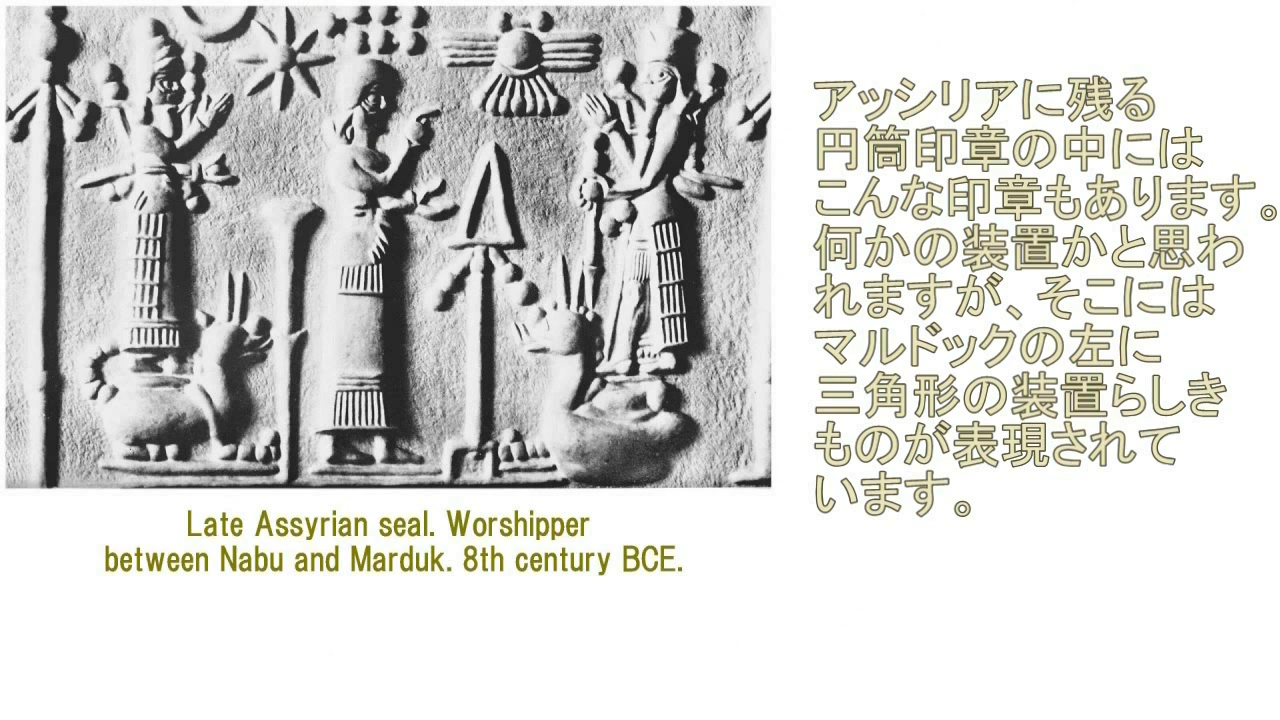 アッシリアに残る
円筒印章の中には
こんな印章もあります。
何かの装置かと思わ
れますが、そこには
マルドックの左に
三角形の装置らしき
ものが表現されて
います。
Late Assyrian seal. Worshipper
between Nabu and Marduk. 8th century BCE.